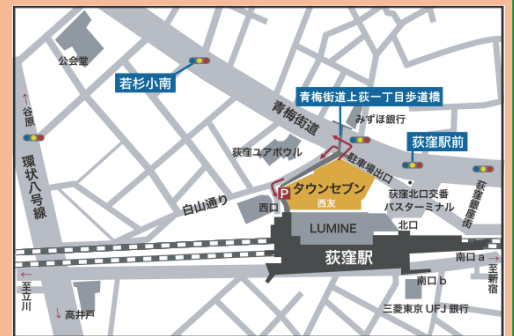 公会堂
若杉小南
青梅街道上荻一丁目歩道橋
みずほ銀行
↑谷原
青梅街道
荻窪駅前
荻窪ユアボウル
駐車場出口
環状八号線
P
タウンセブン
西友
荻窪北口交番
バスターミナル
荻窪銀座街
白山通り
西口
LUMINE
北口
荻窪駅
南口a
→至新宿
←至立川
南口b
↓高井戸
三菱東京UFJ銀行